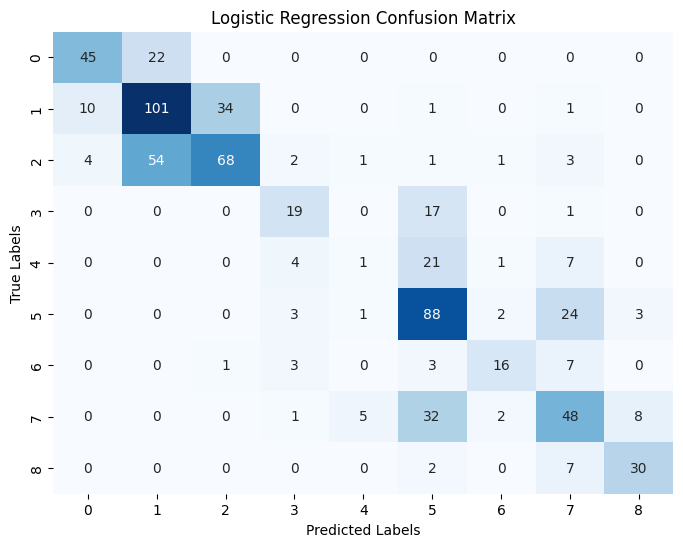 Logistic Regression Confusion Matrix
True Labels
0 45 22 0 0 0 0 0 0 0
1 10 101 34 0 0 1 0 1 0
2 4 54 68 2 1 1 1 3 0
3 0 0 0 19 0 17 0 1 0
4 0 0 0 4 1 21 1 7 0
5 0 0 0 3 1 88 2 24 3
6 0 0 1 3 0 3 16 7 0
7 0 0 0 1 5 32 2 48 8
8 0 0 0 0 0 2 0 7 30
0 1 2 3 4 5 6 7 8
Predicted Labels